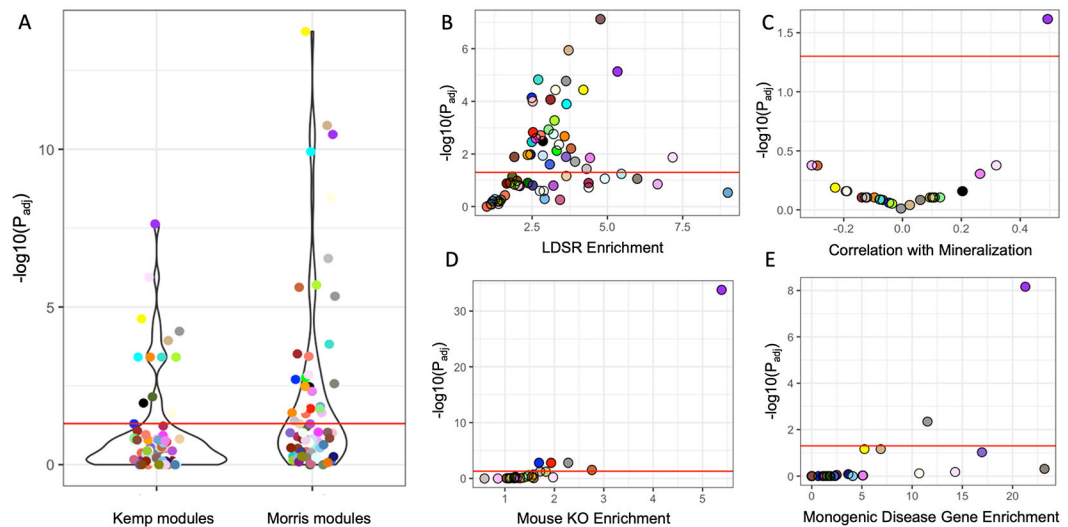 A
-log10(Padj)
10
5
0
Kemp modules
Morris modules
B
-log10(Padj)
6
4
2
0
2.5
5.0
7.5
LDSR Enrichment
C
-log10(Padj)
1.5
1.0
0.5
0.0
-0.2
0.0
0.2
0.4
Correlation with Mineralization
D
-log10(Padj)
30
20
10
0
1
2
3
4
5
Mouse KO Enrichment
E
-log10(Padj)
8
6
4
2
0
0
5
10
15
20
Monogenic Disease Gene Enrichment